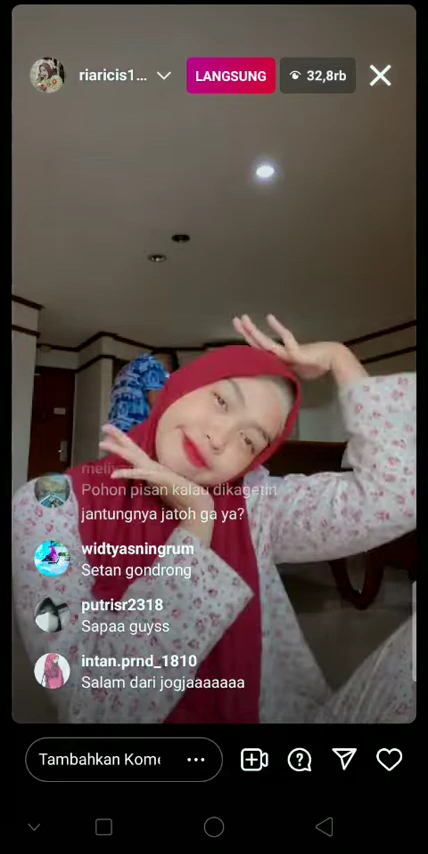 riaricis1...
LANGSUNG
32,8rb
Pohon pisan kalau dikagetin
jantungnya jatoh ga ya?
widtyasningrum
Setan gondrong
putrisr2318
Sapaa guyss
intan.prnd_1810
Salam dari jogjaaaaaaa
Tambahkan Kome